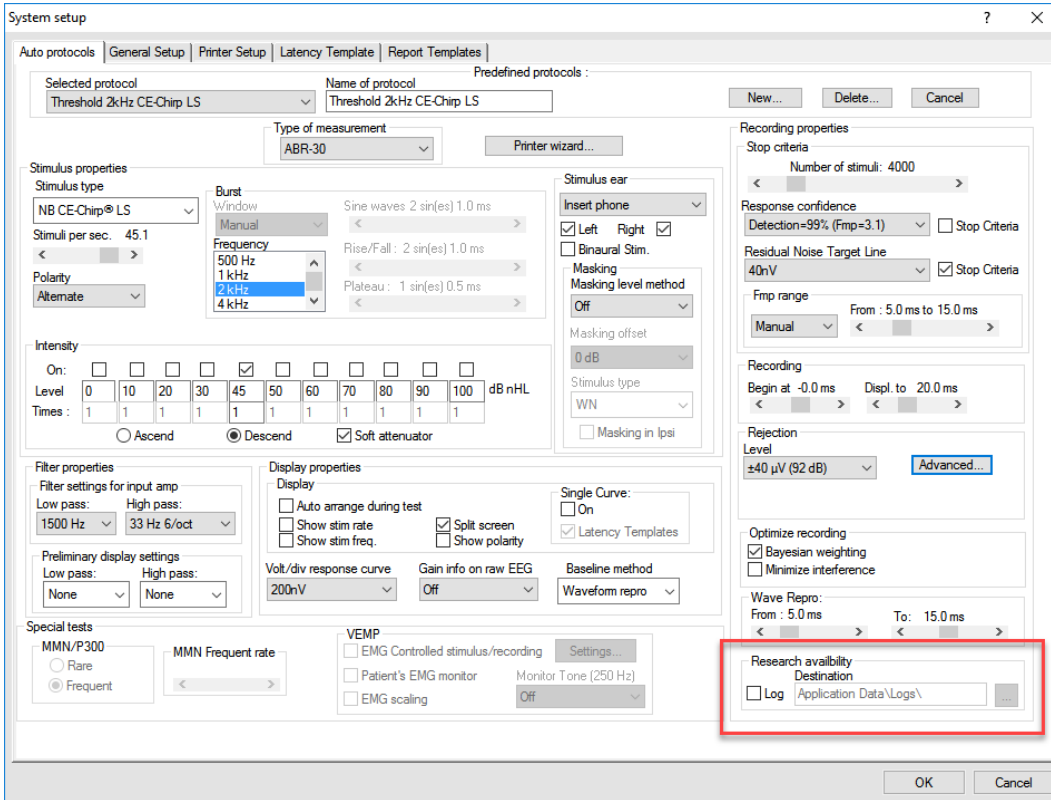 System setup
?
Auto protocols General Setup Printer Setup Latency Template Report Templates
Predefined protocols :
Selected protocol
Threshold 2kHz CE-Chirp LS
Name of protocol
Threshold 2kHz CE-Chirp LS
New... Delete... Cancel
Type of measurement
ABR-30
Printer wizard...
Stimulus properties
Stimulus type
NB CE-Chirp® LS
Stimuli per sec. 45.1
Polarity
Alternate
Burst
Window
Manual
Frequency
500 Hz
1 kHz
2 kHz
4 kHz
Sine waves 2 sin(es) 1.0 ms
Rise/Fall : 2 sin(es) 1.0 ms
Plateau : 1 sin(es) 0.5 ms
Intensity
On:
Level 0 10 20 30 45 50 60 70 80 90 100 dB nHL
Times : 1 1 1 1 1 1 1 1 1 1 1
Ascend Descend Soft attenuator
Stimulus ear
Insert phone
Left Right
Binaural Stim.
Masking
Masking level method
Off
Masking offset
0 dB
Stimulus type
WN
Masking in Ipsi
Recording properties
Stop criteria
Number of stimuli: 4000
Response confidence
Detection=99% (Fmp=3.1) Stop Criteria
Residual Noise Target Line
40nV Stop Criteria
Fmp range
Manual
From : 5.0 ms to 15.0 ms
Recording
Begin at -0.0 ms Displ. to 20.0 ms
Rejection
Level
±40 µV (92 dB) Advanced...
Optimize recording
Bayesian weighting
Minimize interference
Wave Repro:
From : 5.0 ms To: 15.0 ms
Research availbility
Destination
Log Application Data\Logs\ ...
Filter properties
Filter settings for input amp
Low pass: High pass:
1500 Hz 33 Hz 6/oct
Preliminary display settings
Low pass: High pass:
None None
Display properties
Display
Auto arrange during test
Show stim rate Split screen
Show stim freq. Show polarity
Single Curve:
On
Latency Templates
Volt/div response curve Gain info on raw EEG Baseline method
200nV Off Waveform repro
Special tests
MMN/P300
Rare
Frequent
MMN Frequent rate
VEMP
EMG Controlled stimulus/recording Settings...
Patient's EMG monitor Monitor Tone (250 Hz)
EMG scaling Off
OK Cancel